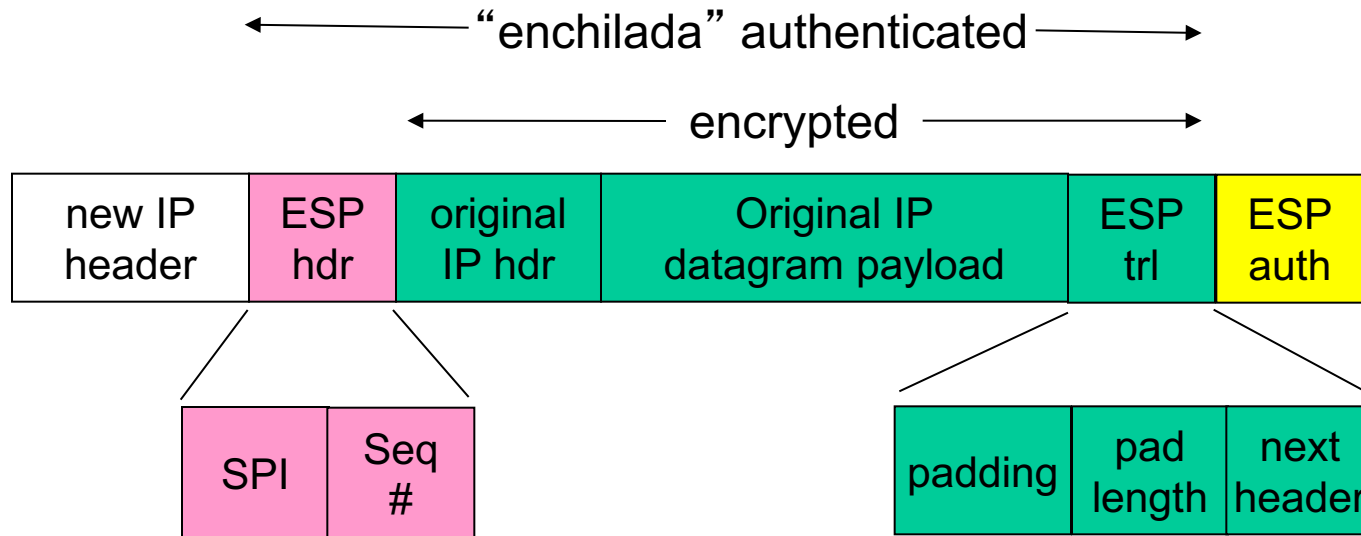 “enchilada” authenticated
encrypted
new IP
header
ESP
hdr
original
IP hdr
Original IP
datagram payload
ESP
trl
ESP
auth
SPI
Seq
#
padding
pad
length
next
header